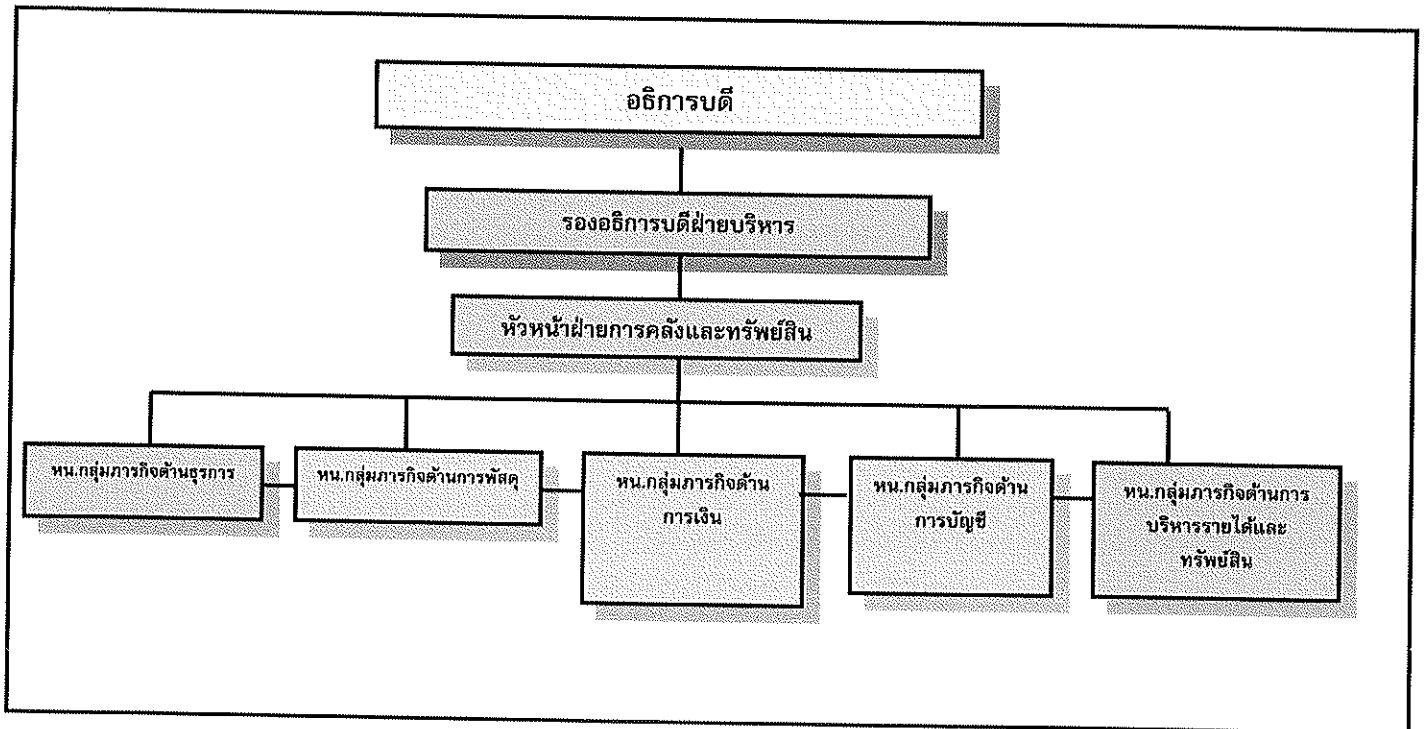 อธิการบดี
รองอธิการบดีฝ่ายบริหาร
หัวหน้าฝ่ายการคลังและทรัพย์สิน
หน.กลุ่มภารกิจด้านธุรการ
หน.กลุ่มภารกิจด้านการพัสดุ
หน.กลุ่มภารกิจด้าน
การเงิน
หน.กลุ่มภารกิจด้าน
การบัญชี
หน.กลุ่มภารกิจด้านการ
บริหารรายได้และ
ทรัพย์สิน